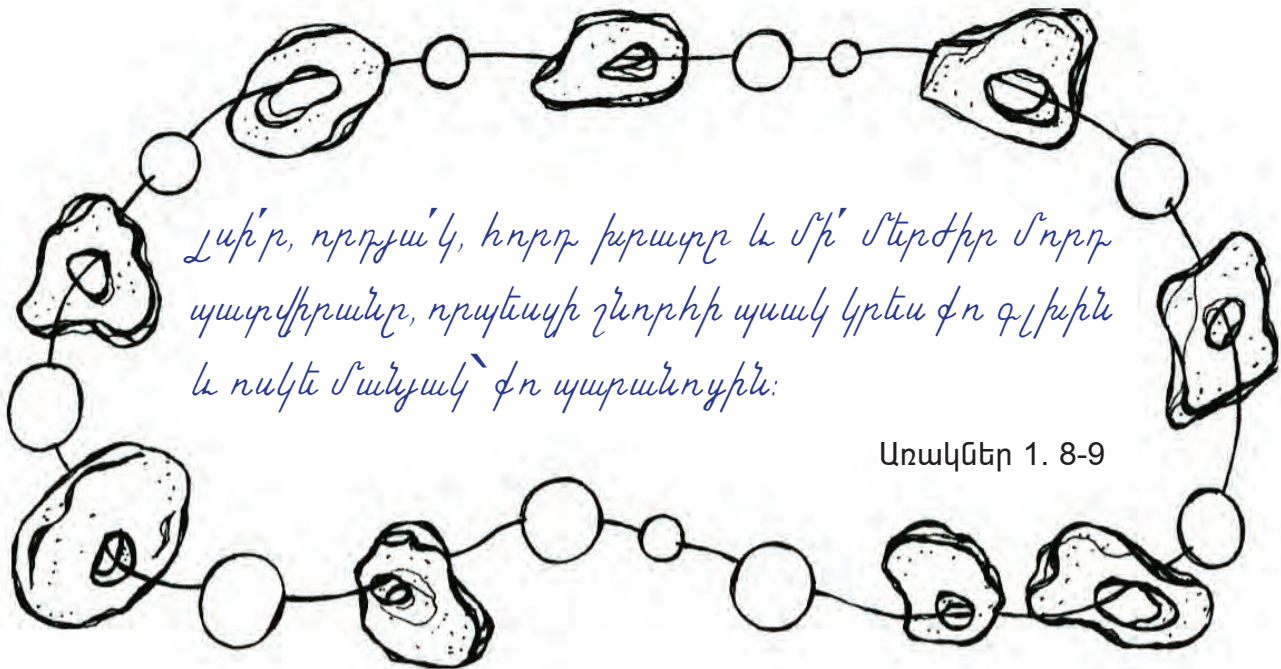 Լսի՛ր, որդյա՛կ, հորդ խրատը և մի՛ մերժիր մորդ
պատվիրանը, որպեսզի շնորհի պսակ կրես քո գլխին
և ոսկե մանյակ՝ քո պարանոցին:
Առակներ 1. 8-9